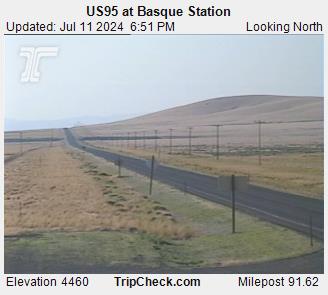 US95 at Basque Station
Updated: Jul 11 2024 6:51 PM Looking North
Elevation 4460 TripCheck.com Milepost 91.62